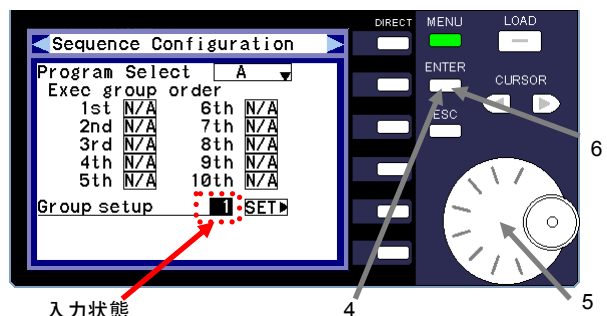 DIRECT MENU LOAD
Sequence Configuration
Program Select A
ENTER
CURSOR
Exec group order
1st N/A 6th N/A
2nd N/A 7th N/A
ESC
3rd N/A 8th N/A
4th N/A 9th N/A
5th N/A 10th N/A
Group setup 1 SET
6
入力状態
4
5